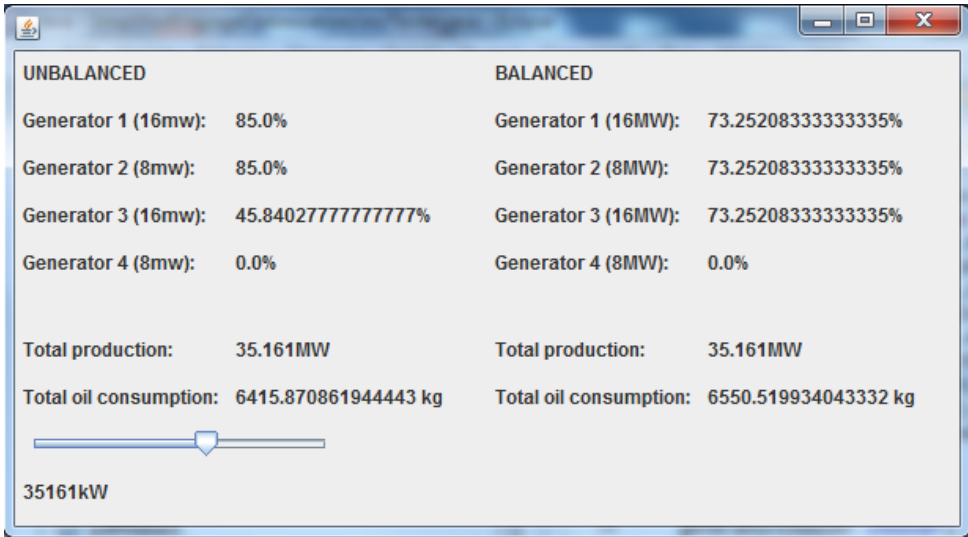 UNBALANCED BALANCED
Generator 1 (16mw): 85.0% Generator 1 (16MW): 73.25208333333335%
Generator 2 (8mw): 85.0% Generator 2 (8MW): 73.25208333333335%
Generator 3 (16mw): 45.84027777777777% Generator 3 (16MW): 73.25208333333335%
Generator 4 (8mw): 0.0% Generator 4 (8MW): 0.0%
Total production: 35.161MW Total production: 35.161MW
Total oil consumption: 6415.870861944443 kg Total oil consumption: 6550.519934043332 kg
35161kW